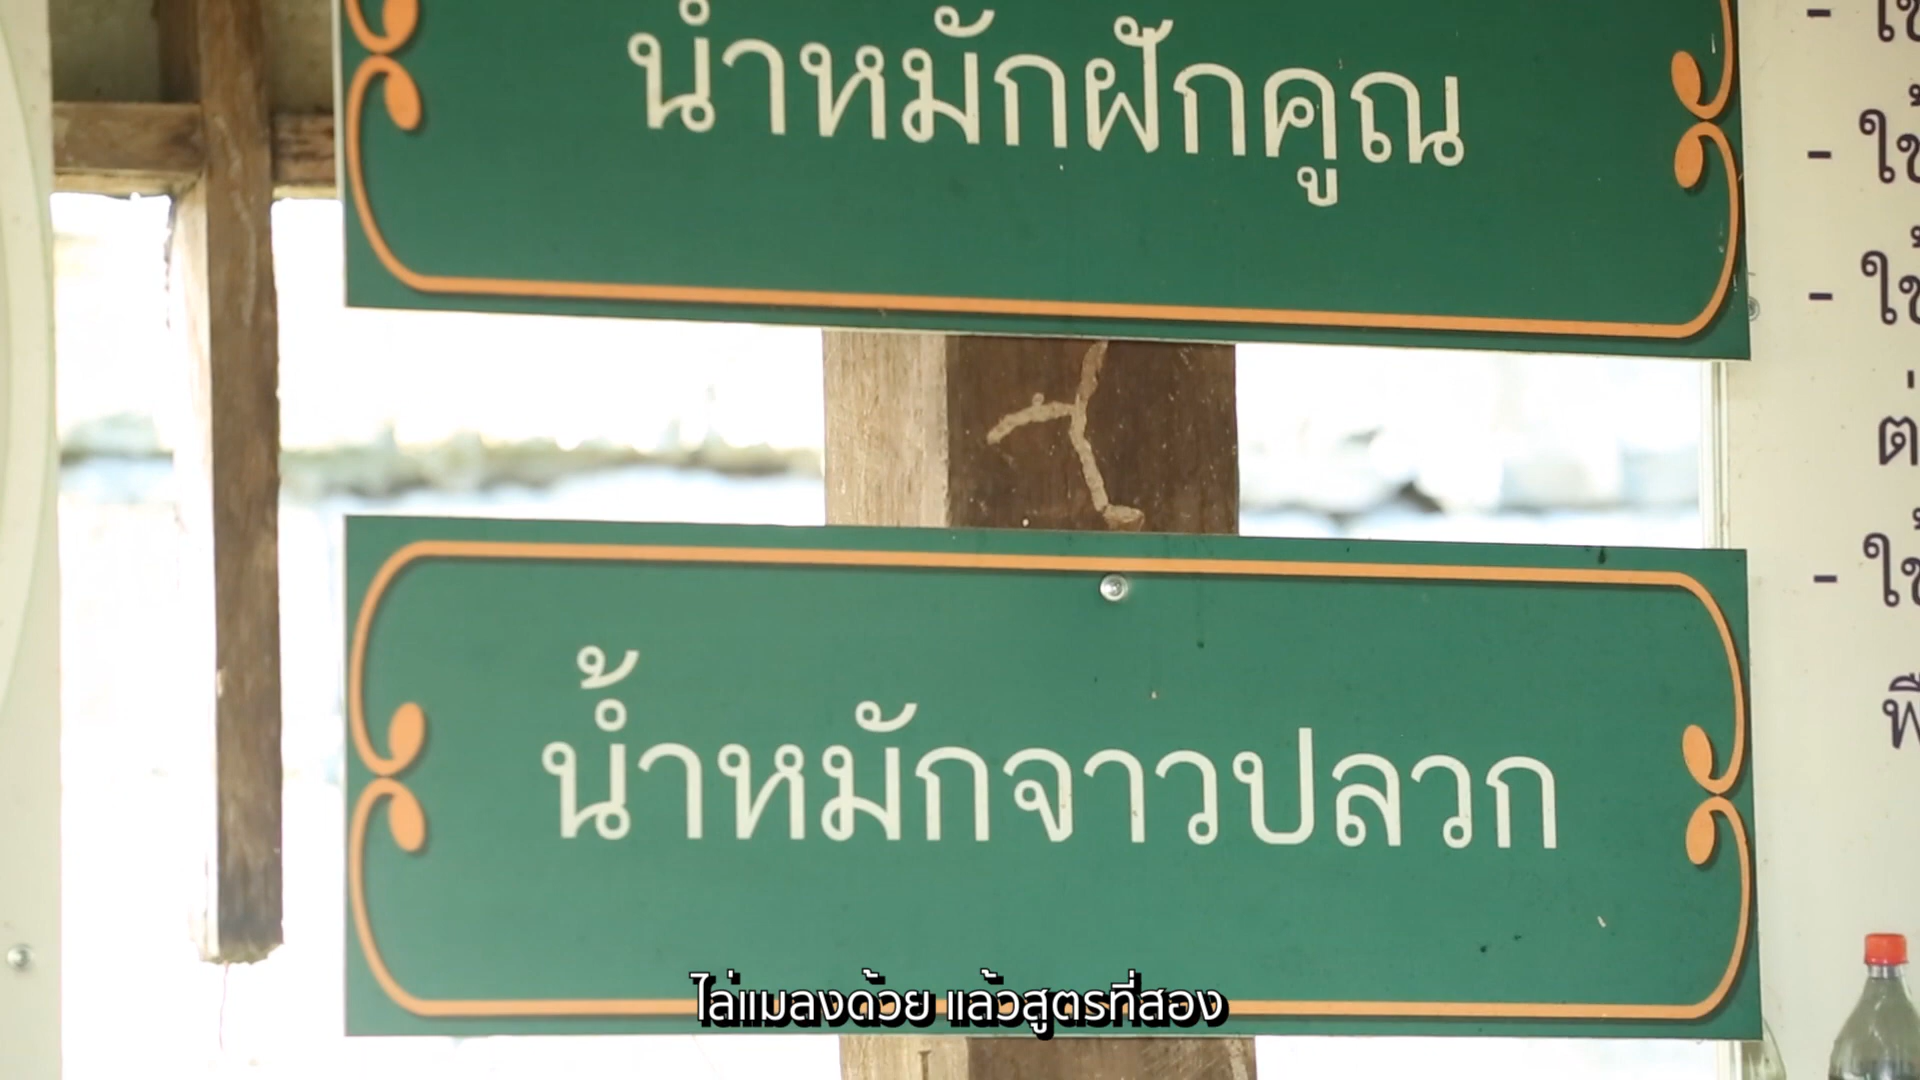 น้ำหมักฝักคูณ
น้ำหมักจาวปลวก
ไล่แมลงด้วย แล้วสูตรที่สอง